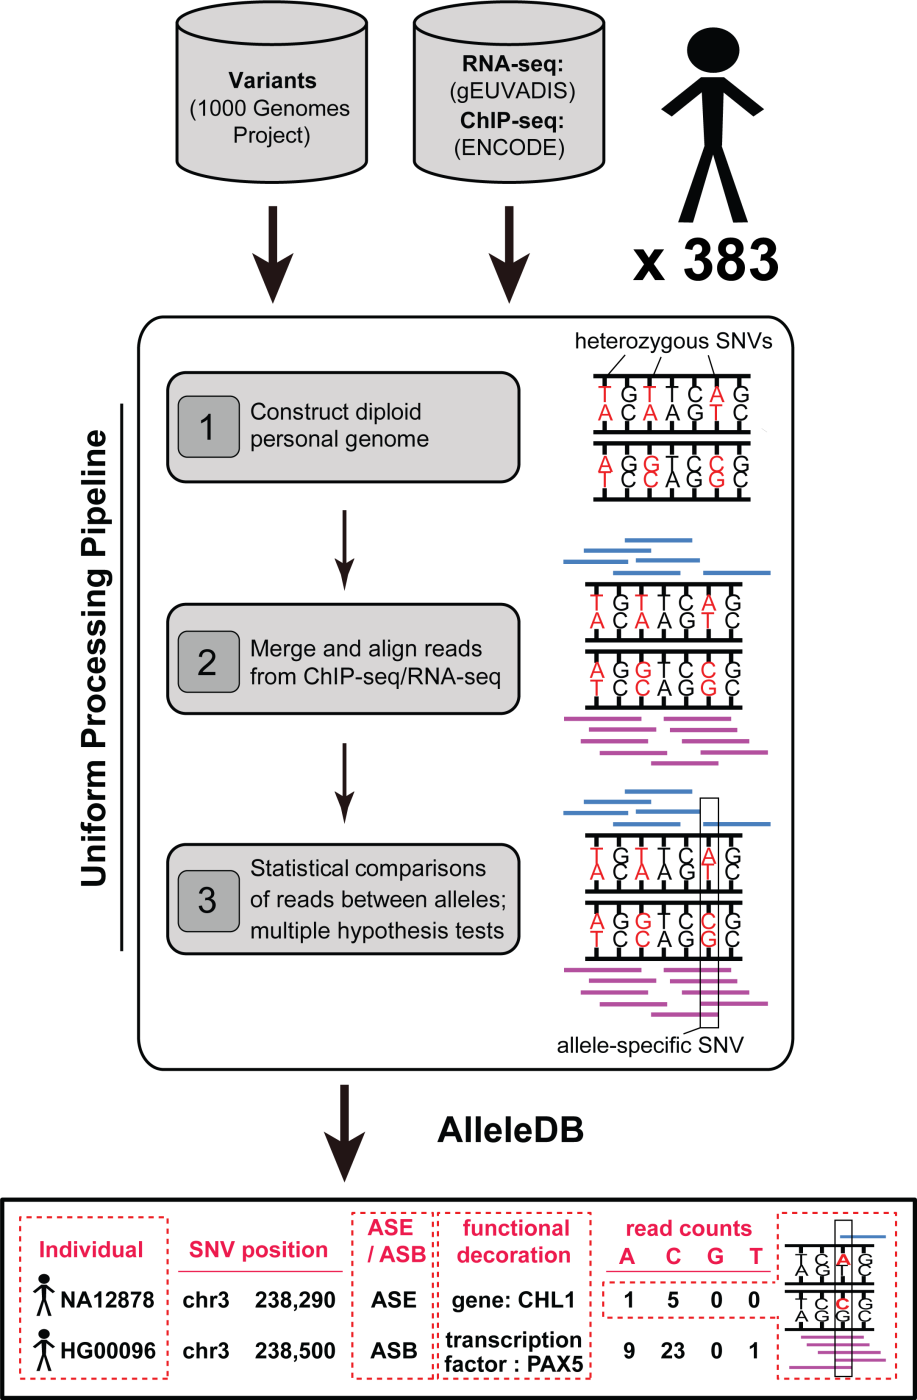 Variants
(1000 Genomes
Project)
RNA-seq:
(gEUVADIS)
ChIP-seq:
(ENCODE)
x 383
Uniform Processing Pipeline
heterozygous SNVs
1
Construct diploid
personal genome
T G T T C A G
A C A A G T C
A G G T C C G
T C C A G G C
2
Merge and align reads
from ChIP-seq/RNA-seq
T G T T C A G
A C A A G T C
A G G T C C G
T C C A G G C
3
Statistical comparisons
of reads between alleles;
multiple hypothesis tests
T G T T C A G
A C A A G T C
A G G T C C G
T C C A G G C
allele-specific SNV
AlleleDB
Individual SNV position ASE / ASB functional decoration read counts
A C G T
NA12878 chr3 238,290 ASE gene: CHL1 1 5 0 0
HG00096 chr3 238,500 ASB transcription factor : PAX5 9 23 0 1
T C A G
A G T C
T C C G
A G G C